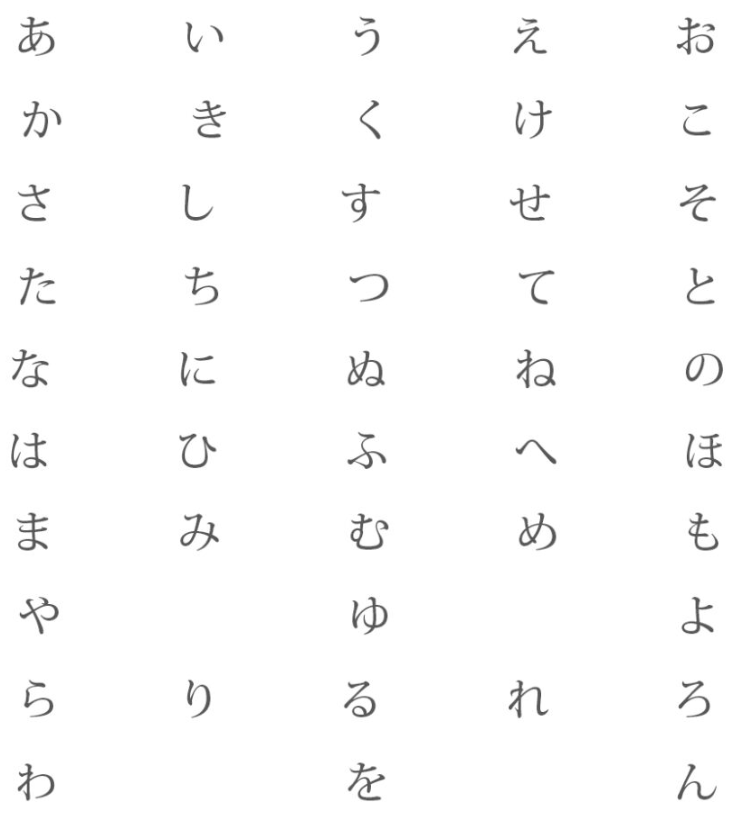 あ い う え お
か き く け こ
さ し す せ そ
た ち つ て と
な に ぬ ね の
は ひ ふ へ ほ
ま み む め も
や ゆ よ
ら り る れ ろ
わ を ん